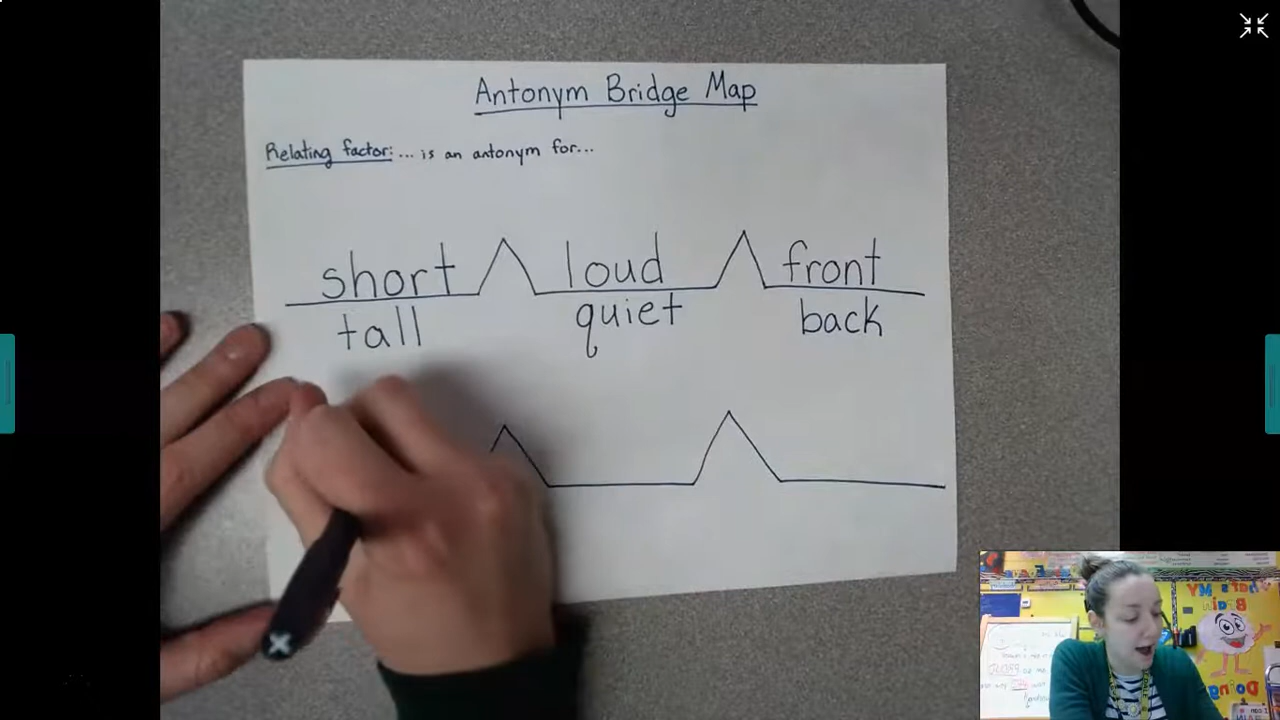 Antonym Bridge Map
Relating factor: ... is an antonym for...
short loud front
tall quiet back